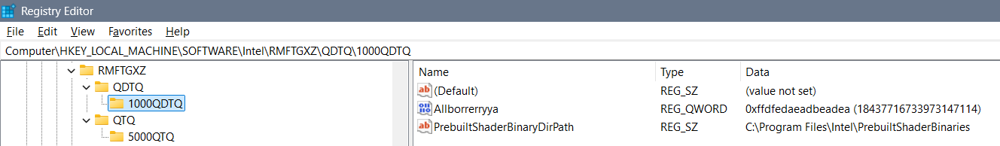 Registry Editor
File Edit View Favorites Help
Computer\HKEY_LOCAL_MACHINE\SOFTWARE\Intel\RMFTGXZ\QDTQ\1000QDTQ
RMFTGXZ
QDTQ
1000QDTQ
QTQ
5000QTQ
Name Type Data
(Default) REG_SZ (value not set)
Allborrerryya REG_QWORD 0xffdfedaeadbeadea (18437716733973147114)
PrebuiltShaderBinaryDirPath REG_SZ C:\Program Files\Intel\PrebuiltShaderBinaries